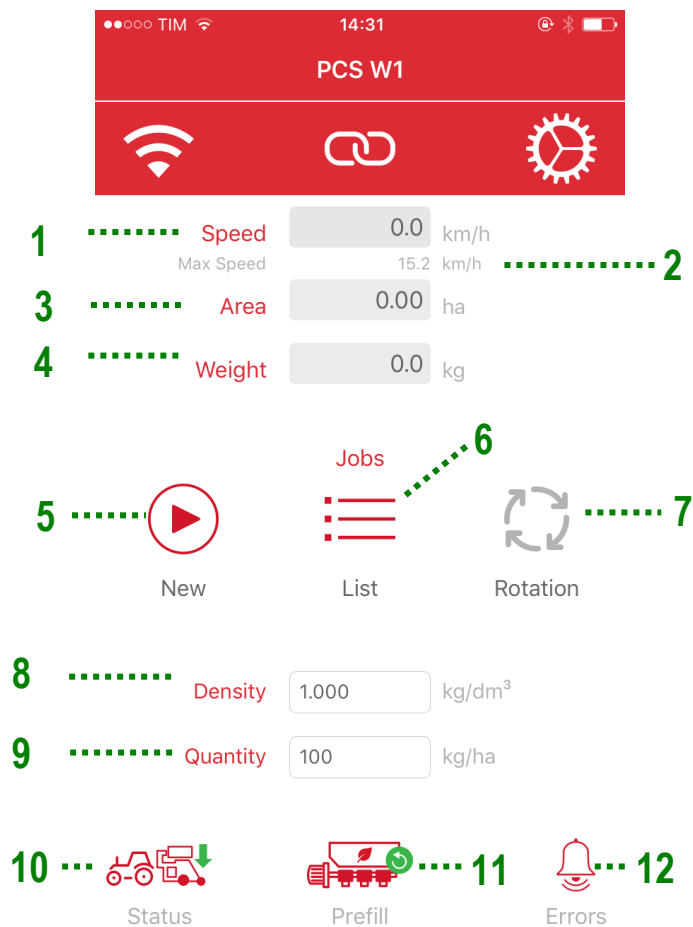 TIM 14:31
PCS W1
1 Speed 0.0 km/h
Max Speed 15.2 km/h 2
3 Area 0.00 ha
4 Weight 0.0 kg
Jobs 6
5 7
New List Rotation
8 Density 1.000 kg/dm³
9 Quantity 100 kg/ha
10 11 12
Status Prefill Errors